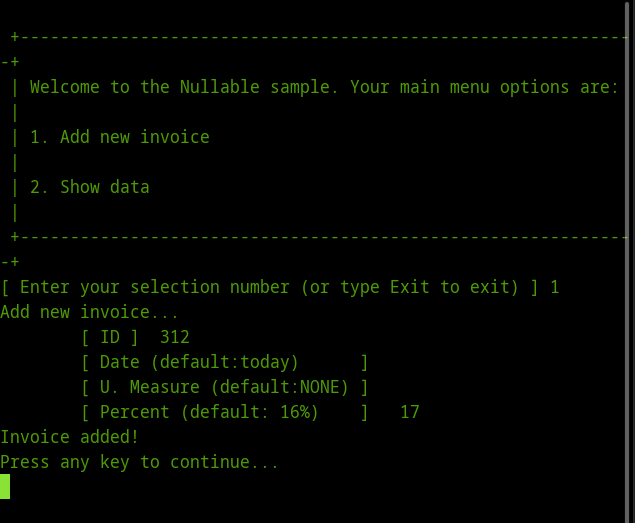 +-------------------------------------------------------------
-+
| Welcome to the Nullable sample. Your main menu options are:
|
| 1. Add new invoice
|
| 2. Show data
|
+-------------------------------------------------------------
-+
[ Enter your selection number (or type Exit to exit) ] 1
Add new invoice...
        [ ID ]  312
        [ Date (default:today)      ]
        [ U. Measure (default:NONE) ]
        [ Percent (default: 16%)    ]   17
Invoice added!
Press any key to continue...